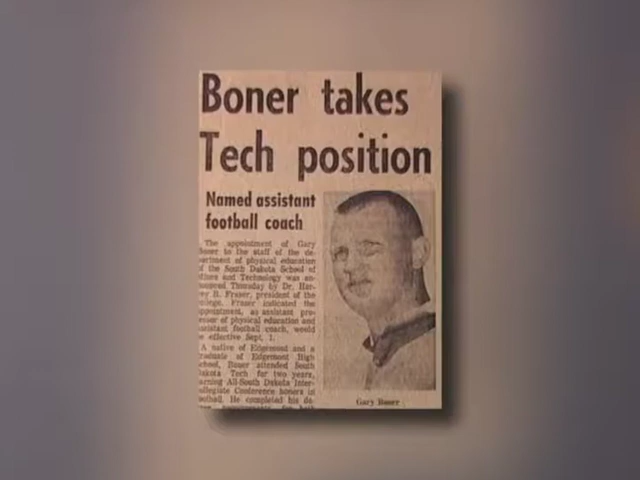 Boner takes
Tech position
Named assistant
football coach
The appointment of Gary
Boner to the staff of the de-
partment of physical education
of the South Dakota School of
Mines and Technology was an-
nounced Thursday by Dr. Har-
vey B. Fraser, president of the
college. Fraser indicated the
appointment, as assistant pro-
fessor of physical education and
assistant football coach, would
be effective Sept. 1.
A native of Edgemont and a
graduate of Edgemont High
School, Boner attended South
Dakota Tech for two years,
earning All-South Dakota Inter-
collegiate Conference honors in
football. He completed his de-
Gary Boner